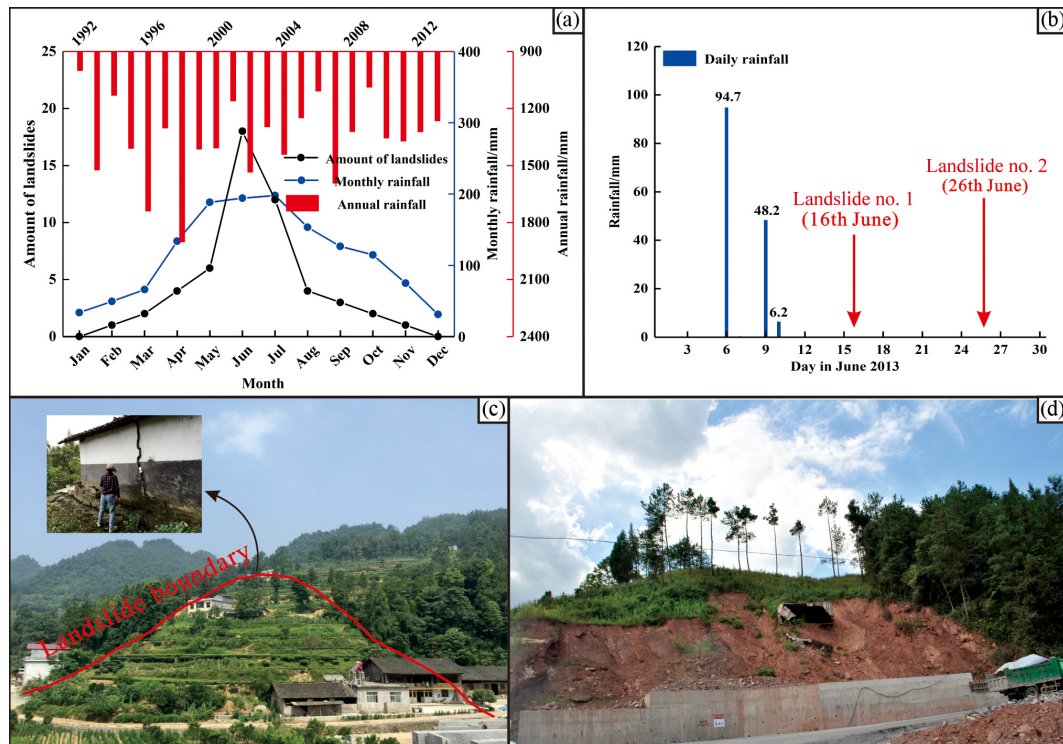 (a)
1992 1996 2000 2004 2008 2012
25
20
15
10
5
0
Amount of landslides
400
300
200
100
0
Monthly rainfall/mm
900
1200
1500
1800
2100
2400
Annual rainfall/mm
Amount of landslides
Monthly rainfall
Annual rainfall
Jan Feb Mar Apr May Jun Jul Aug Sep Oct Nov Dec
Month
(b)
120
100
80
60
40
20
0
Rainfall/mm
Daily rainfall
94.7
48.2
6.2
Landslide no. 1
(16th June)
Landslide no. 2
(26th June)
3 6 9 12 15 18 21 24 26 30
Day in June 2013
(c)
Landslide boundary
(d)